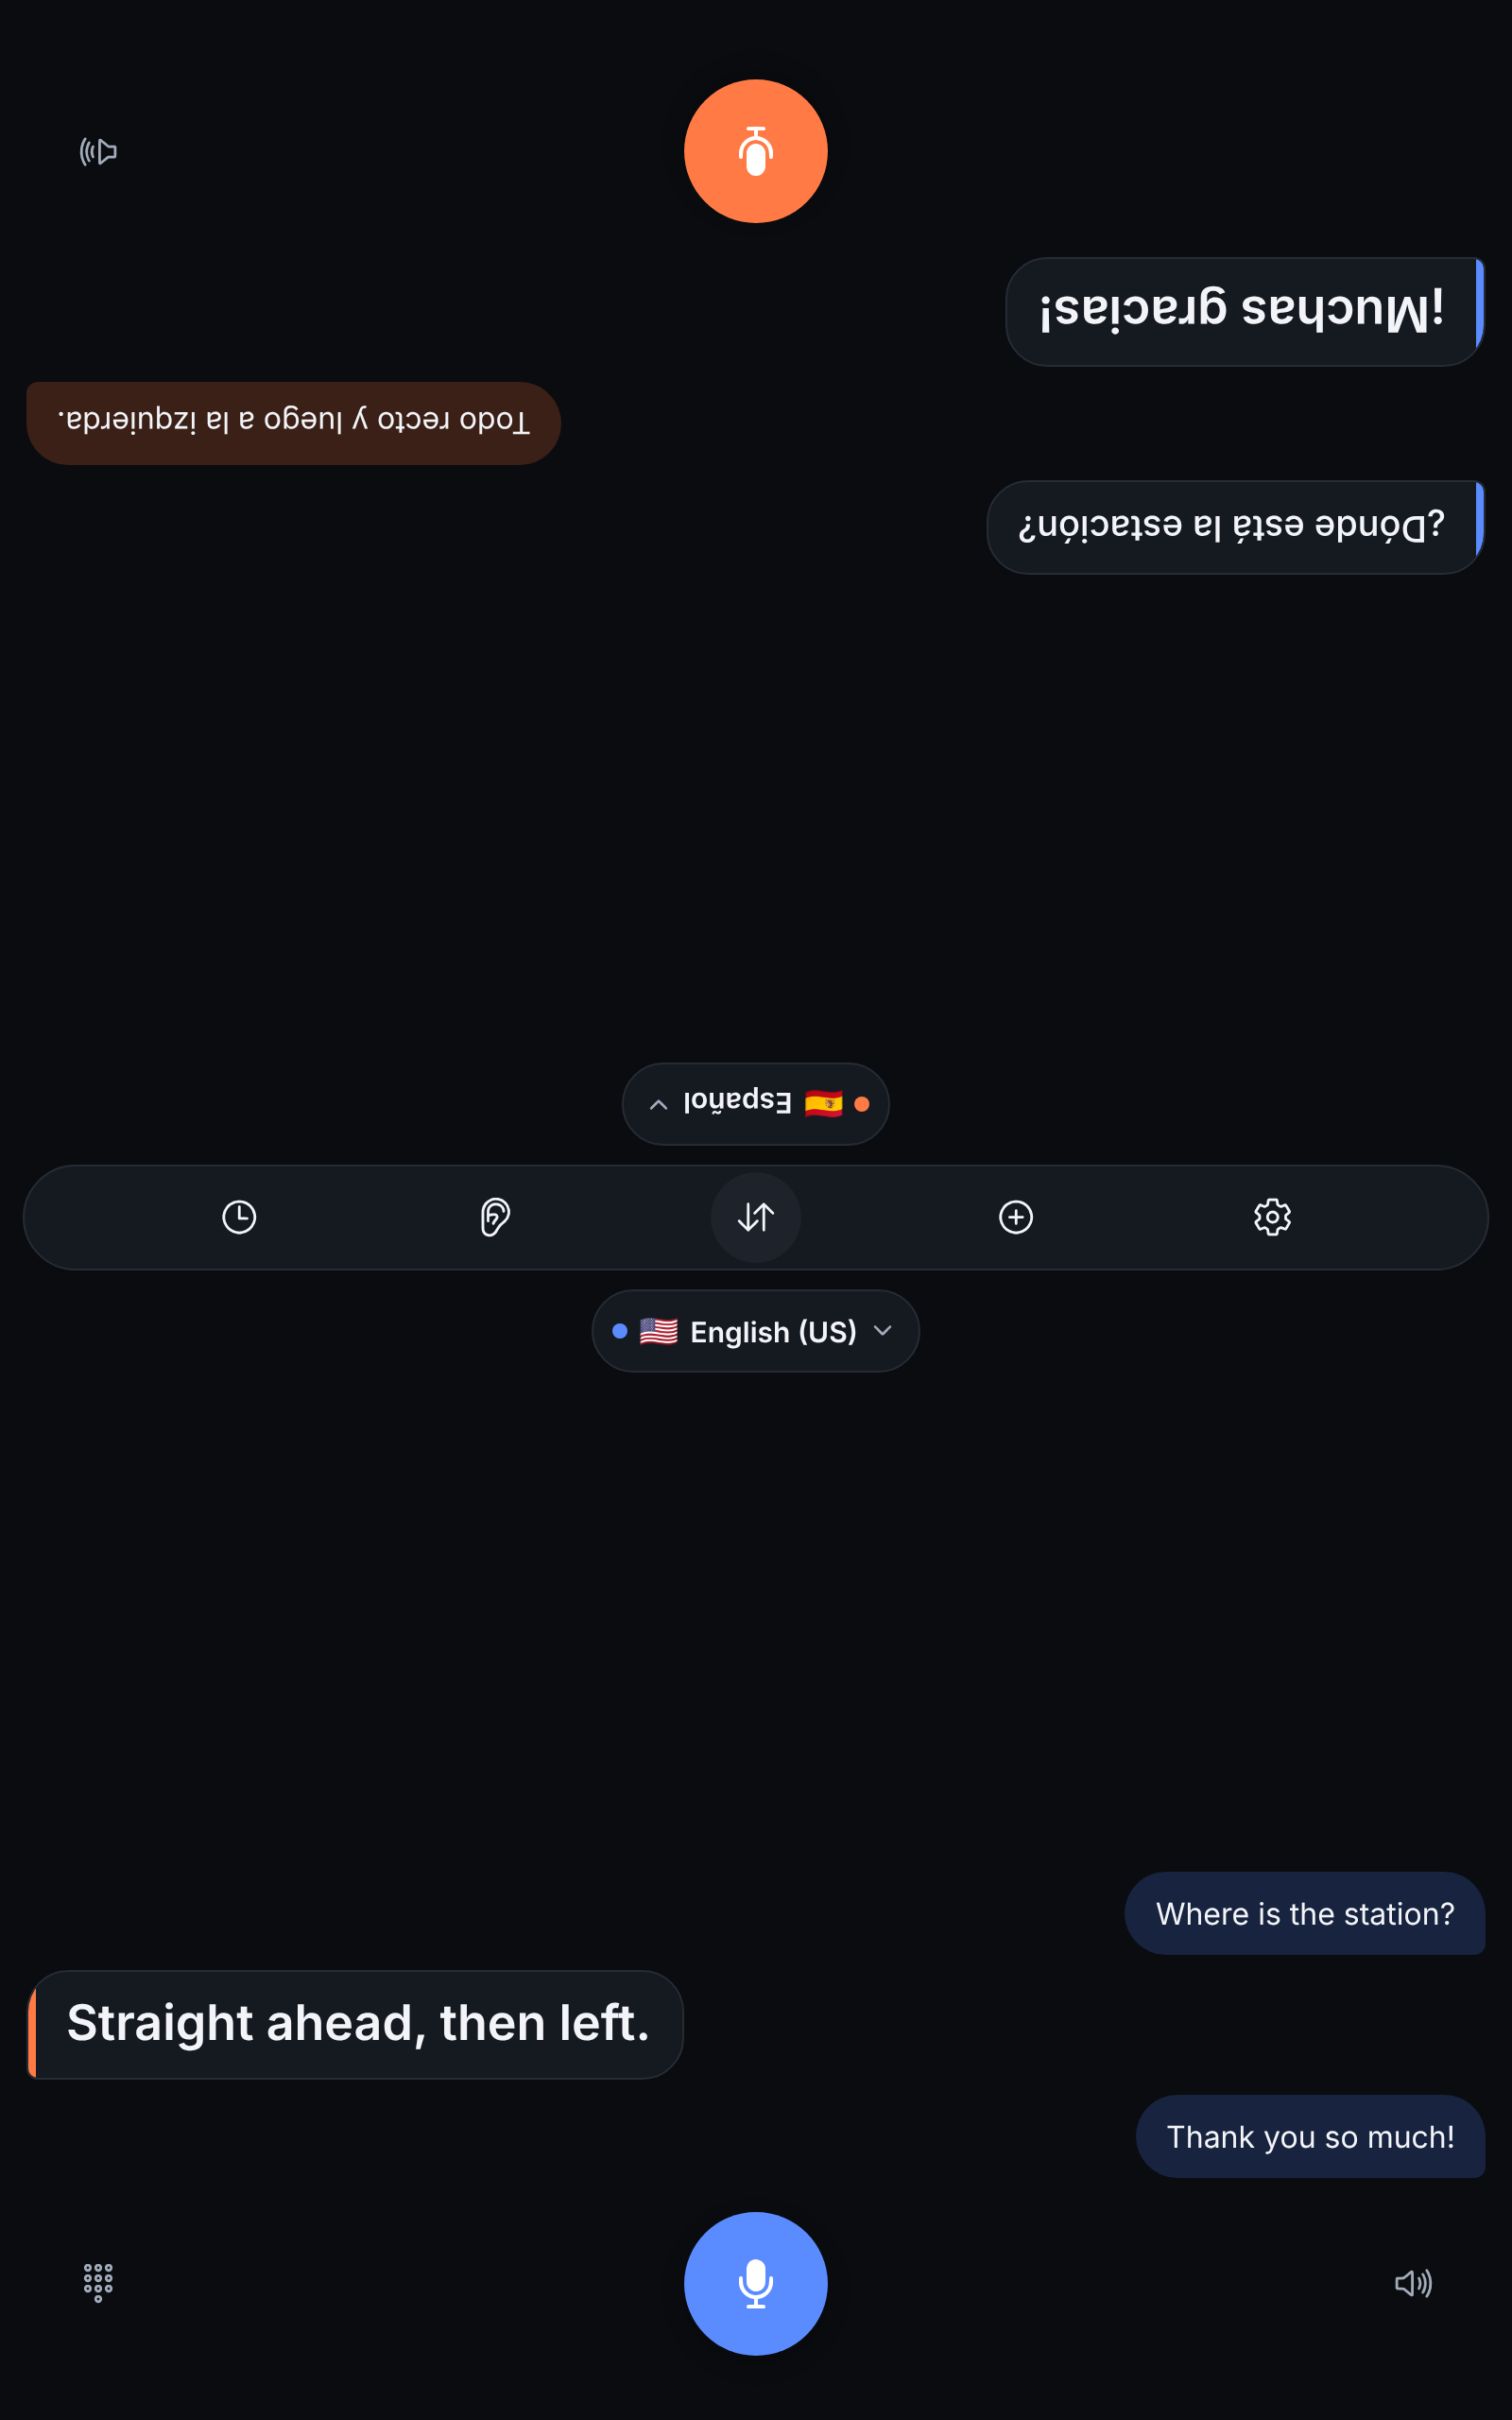 Español
¿Dónde está la estación?
Todo recto y luego a la izquierda.
¡Muchas gracias!
English (US)
Where is the station?
Straight ahead, then left.
Thank you so much!